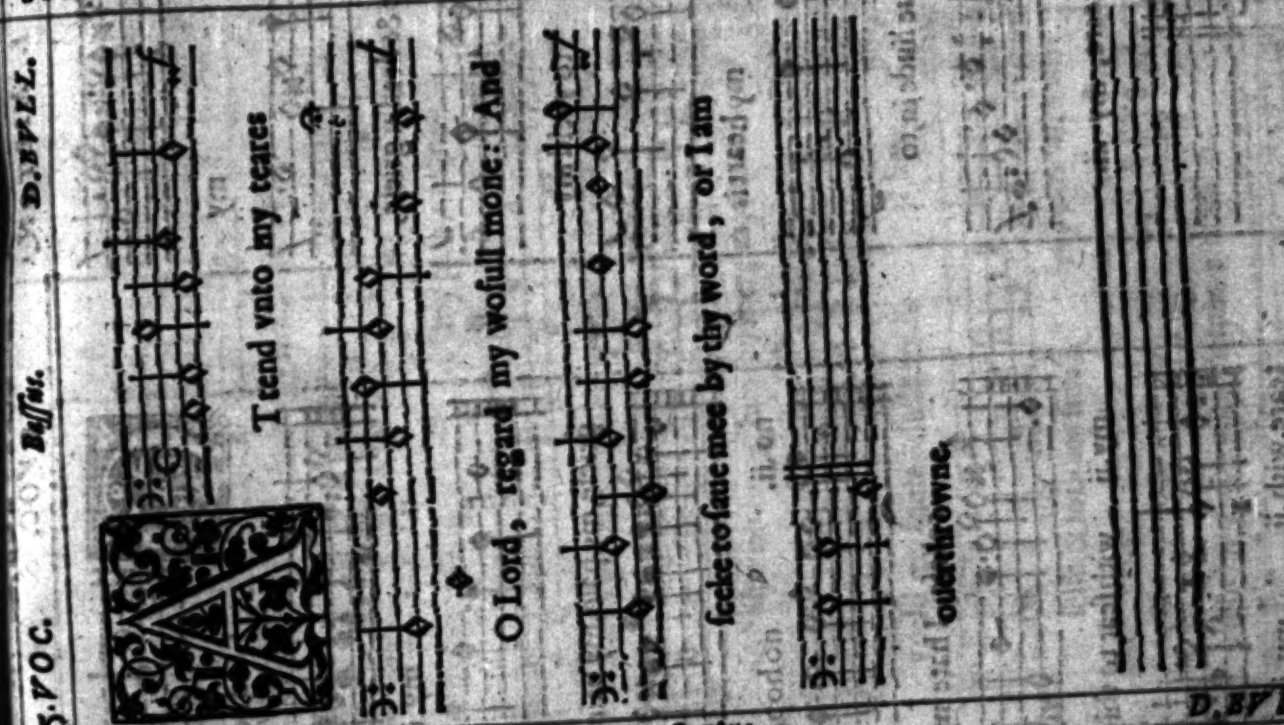 5. VOC. Bassus. D. BVLL.
A
T tend vnto my teares
O Lord, regard my wofull mone: And
seeke to saue mee by thy word, or I am
ouerthrowne.
D. BV